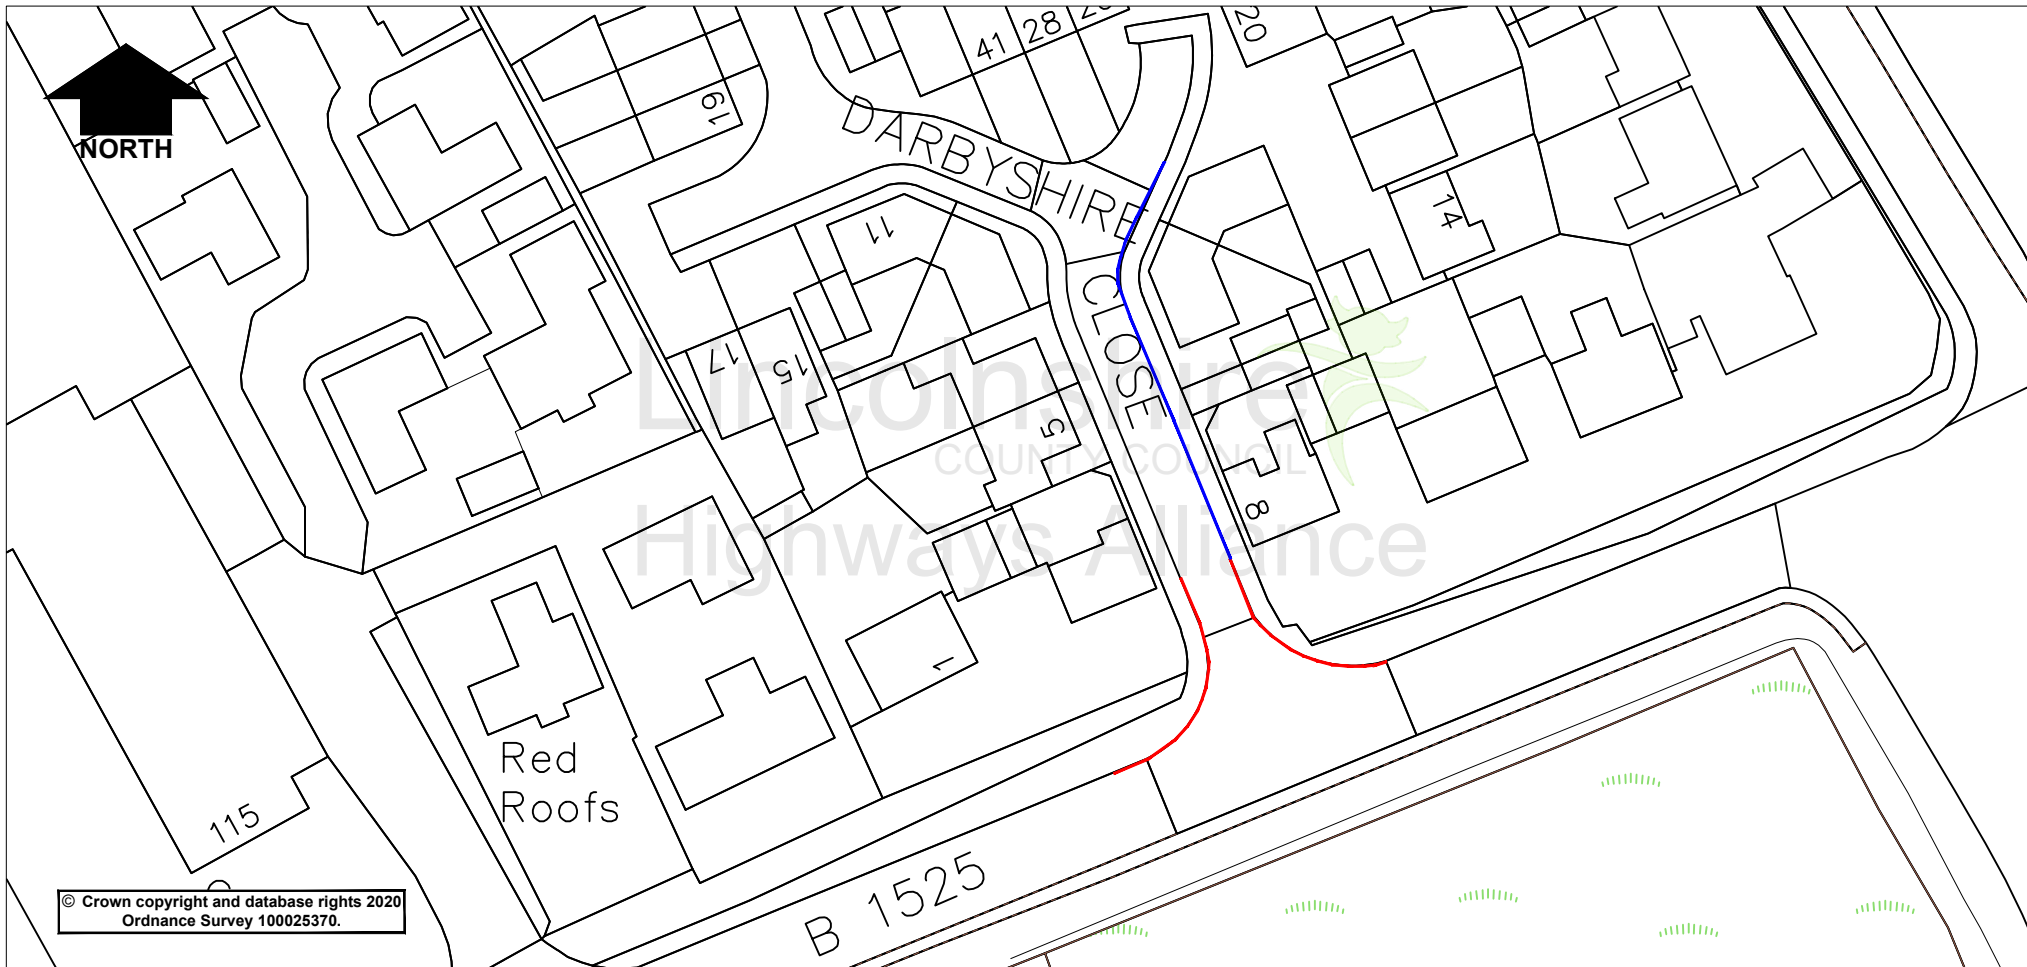 NORTH
41
28
20
19
DARBYSHIRE
CLOSE
11
14
17
15
5
8
1
Lincolnshire
COUNTY COUNCIL
Highways Alliance
Red
Roofs
115
B 1525
© Crown copyright and database rights 2020
Ordnance Survey 100025370.